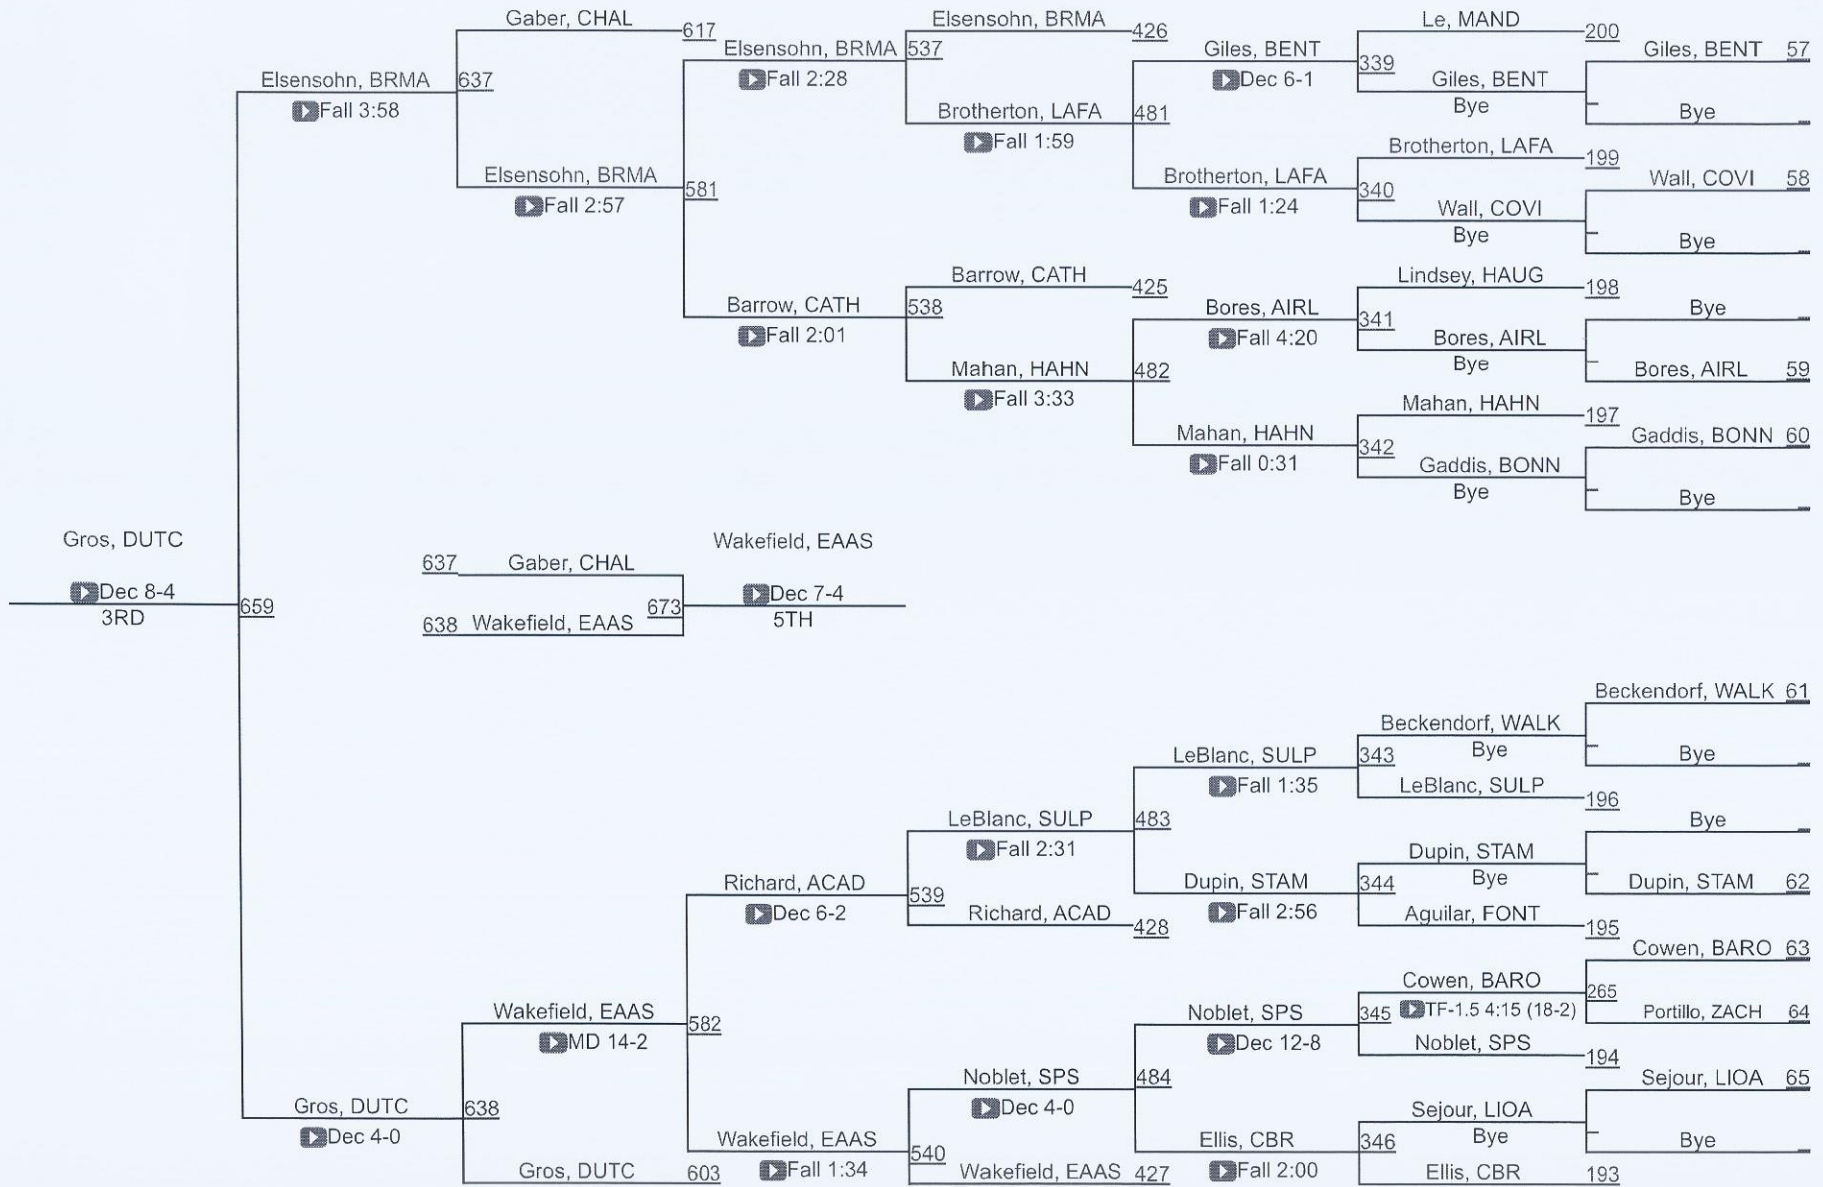 Gaber, CHAL
617
Elsensohn, BRMA
426
Le, MAND
200
Giles, BENT 57
Elsensohn, BRMA
637
Fall 3:58
Elsensohn, BRMA
537
Fall 2:28
Giles, BENT
339
Dec 6-1
Giles, BENT
Bye
Bye
Brotherton, LAFA
481
Fall 1:59
Brotherton, LAFA
199
Elsensohn, BRMA
581
Fall 2:57
Brotherton, LAFA
340
Fall 1:24
Wall, COVI 58
Wall, COVI
Bye
Bye
Barrow, CATH
425
Lindsey, HAUG
198
Barrow, CATH
538
Fall 2:01
Bores, AIRL
341
Fall 4:20
Bye
Bores, AIRL
Bye
Bores, AIRL 59
Mahan, HAHN
482
Fall 3:33
Mahan, HAHN
197
Mahan, HAHN
342
Fall 0:31
Gaddis, BONN 60
Gaddis, BONN
Bye
Bye
Gros, DUTC
Dec 8-4
659
3RD
637 Gaber, CHAL
638 Wakefield, EAAS
673
Wakefield, EAAS
Dec 7-4
5TH
Beckendorf, WALK 61
Beckendorf, WALK
Bye
Bye
LeBlanc, SULP
343
Fall 1:35
LeBlanc, SULP
196
LeBlanc, SULP
483
Fall 2:31
Bye
Dupin, STAM
Bye
Dupin, STAM 62
Richard, ACAD
539
Dec 6-2
Dupin, STAM
344
Fall 2:56
Richard, ACAD
428
Aguilar, FONT
195
Cowen, BARO 63
Cowen, BARO
265
TF-1.5 4:15 (18-2)
Portillo, ZACH 64
Wakefield, EAAS
582
MD 14-2
Noblet, SPS
345
Dec 12-8
Noblet, SPS
194
Noblet, SPS
484
Dec 4-0
Sejour, LIOA 65
Gros, DUTC
638
Dec 4-0
Sejour, LIOA
Bye
Bye
Wakefield, EAAS
540
Fall 1:34
Ellis, CBR
346
Fall 2:00
Gros, DUTC
603
Wakefield, EAAS 427
Ellis, CBR
193